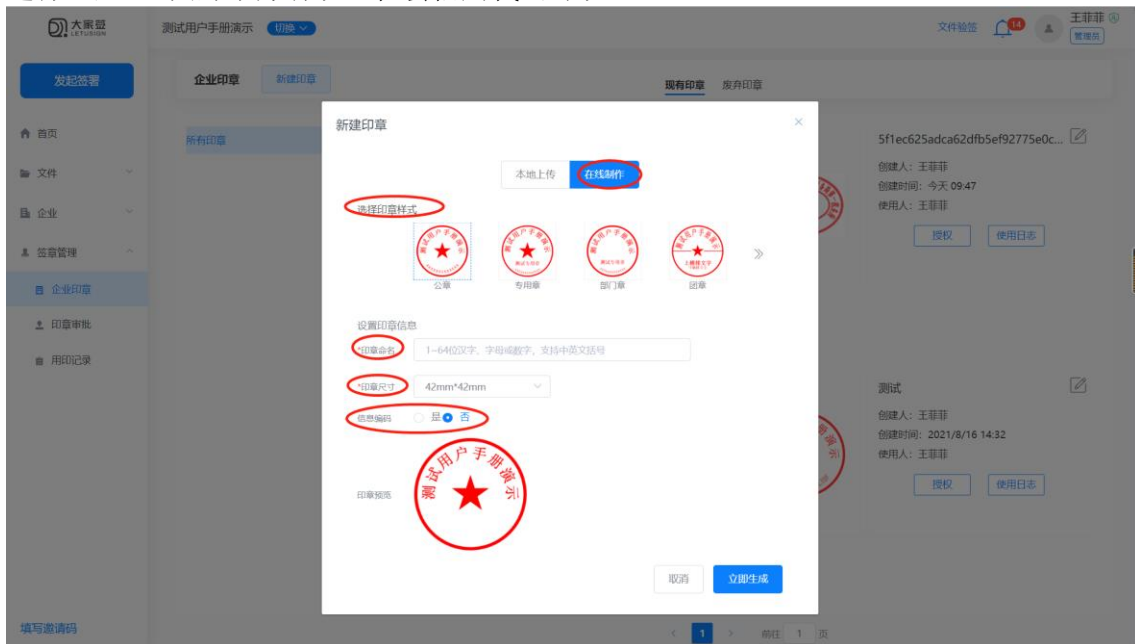 大家签
LETUSIGN
测试用户手册演示 切换
文件验签 14 王菲菲
管理员
发起签署
企业印章 新建印章 现有印章 废弃印章
首页
文件
企业
签章管理
企业印章
印章审批
用印记录
填写邀请码
所有印章
新建印章 ×
本地上传 在线制作
选择印章样式
公章 专用章 部门章 团章
设置印章信息
*印章命名 1~64位汉字、字母或数字，支持中英文括号
*印章尺寸 42mm*42mm
信息编码 是 否
印章预览 测试用户手册演示
取消 立即生成
5f1ec625adca62dfb5ef92775e0c...
创建人：王菲菲
创建时间：今天 09:47
使用人：王菲菲
授权 使用日志
测试
创建人：王菲菲
创建时间：2021/8/16 14:32
使用人：王菲菲
授权 使用日志
< 1 > 前往 1 页